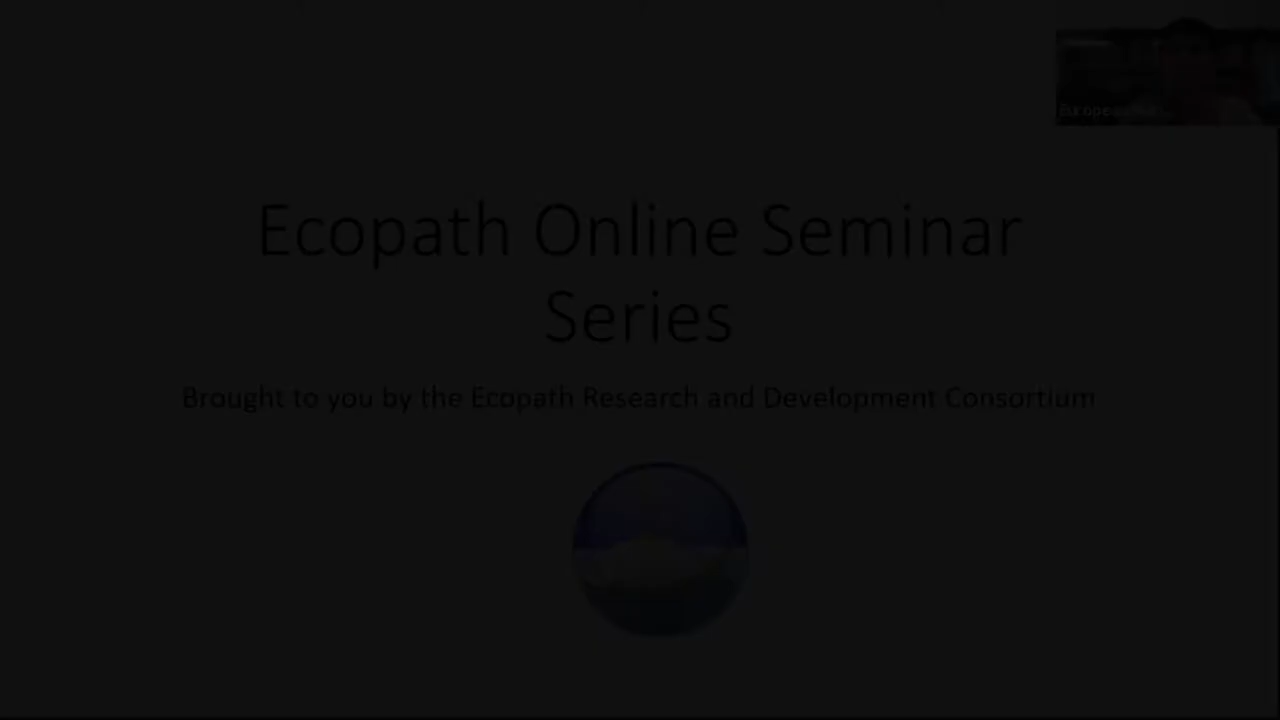 Ecopath Online Seminar
Series
Brought to you by the Ecopath Research and Development Consortium